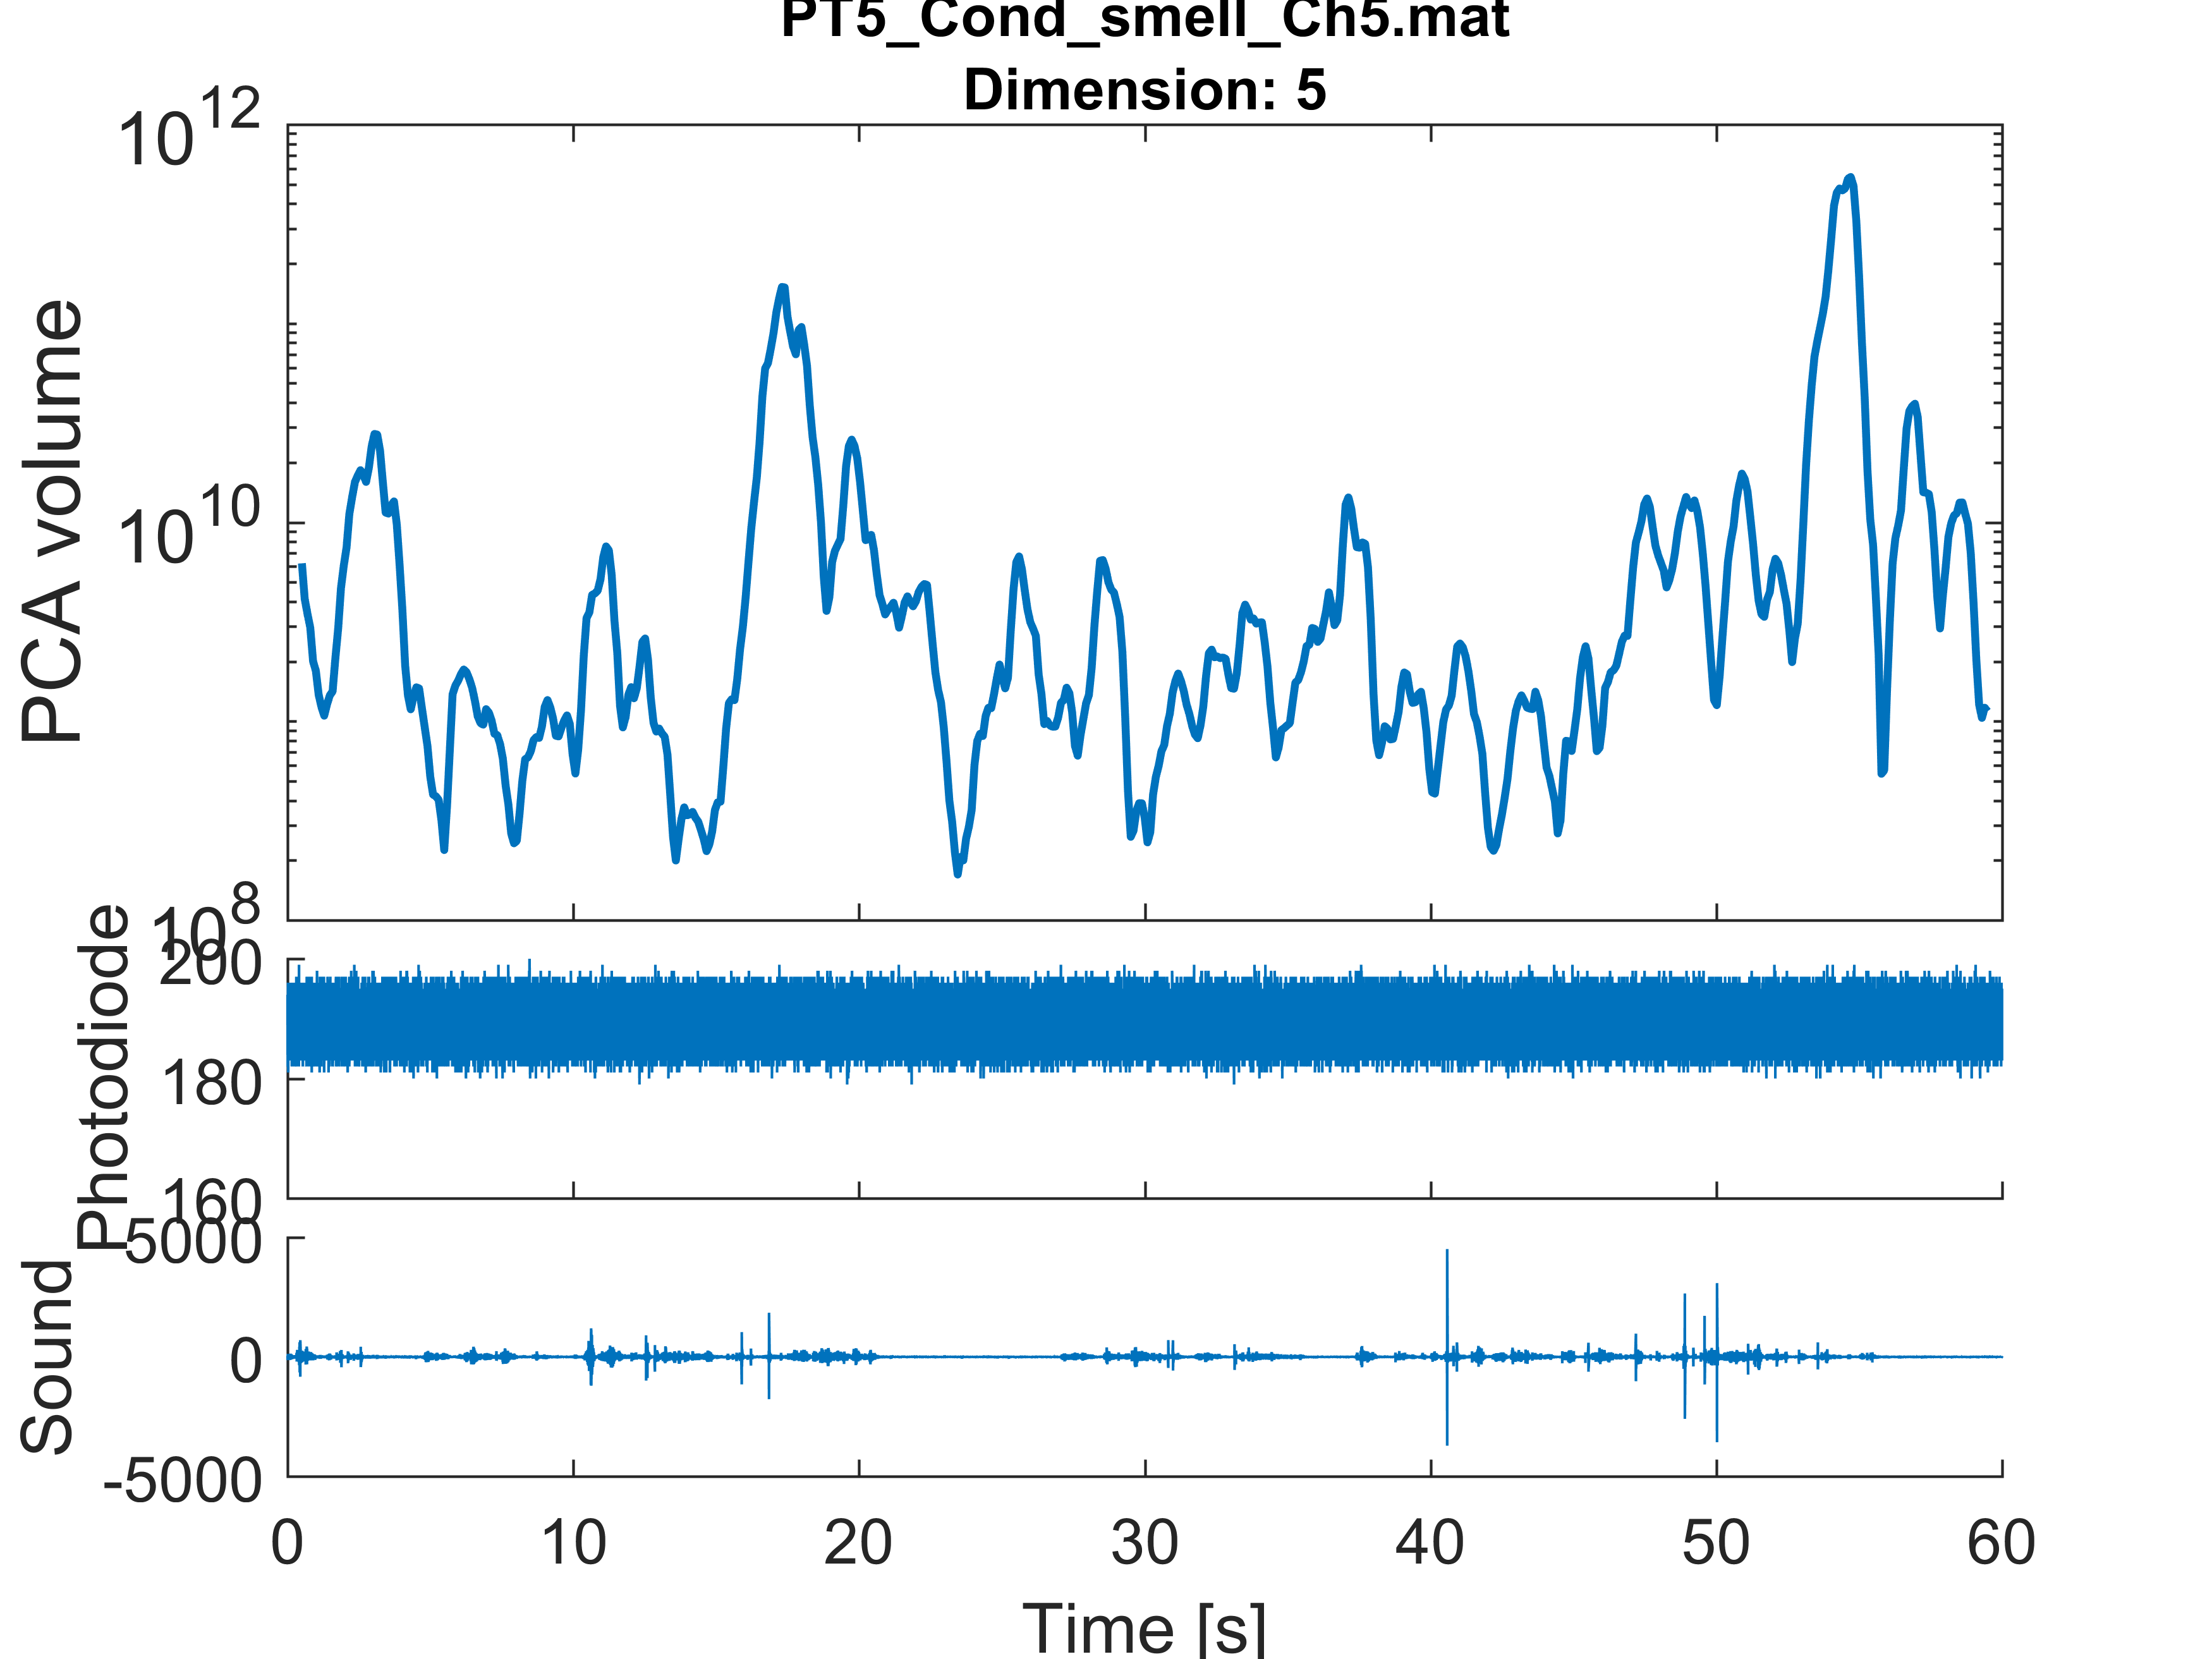 PT5_Cond_smell_Ch5.mat
Dimension: 5
10^12
10^10
10^8
PCA volume
200
180
160
Photodiode
5000
0
-5000
Sound
0 10 20 30 40 50 60
Time [s]